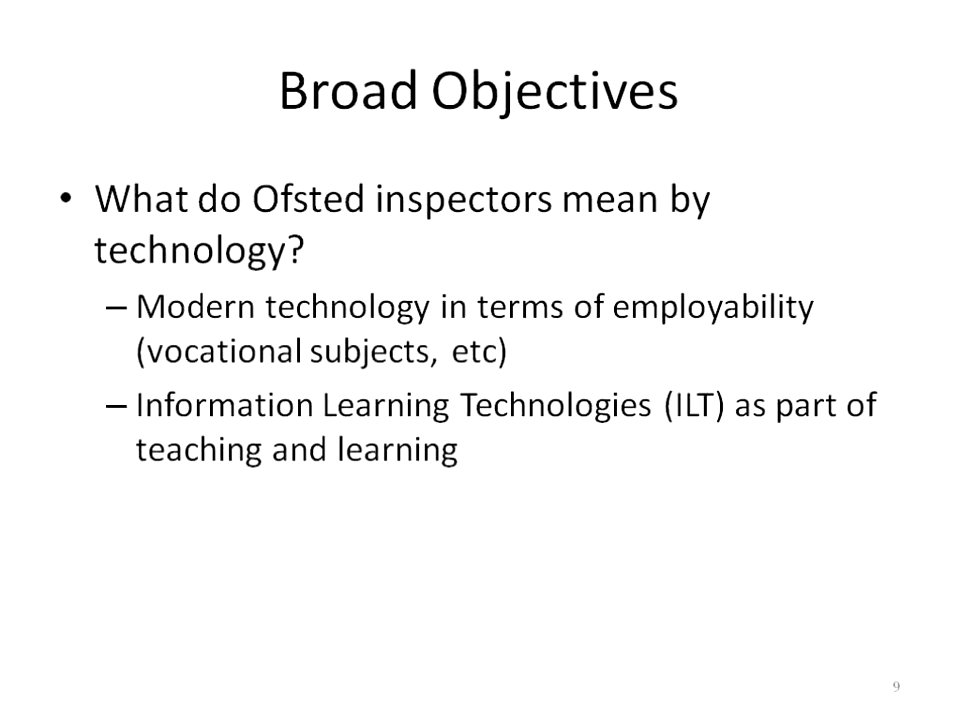 Broad Objectives
• What do Ofsted inspectors mean by
technology?
– Modern technology in terms of employability
(vocational subjects, etc)
– Information Learning Technologies (ILT) as part of
teaching and learning
9